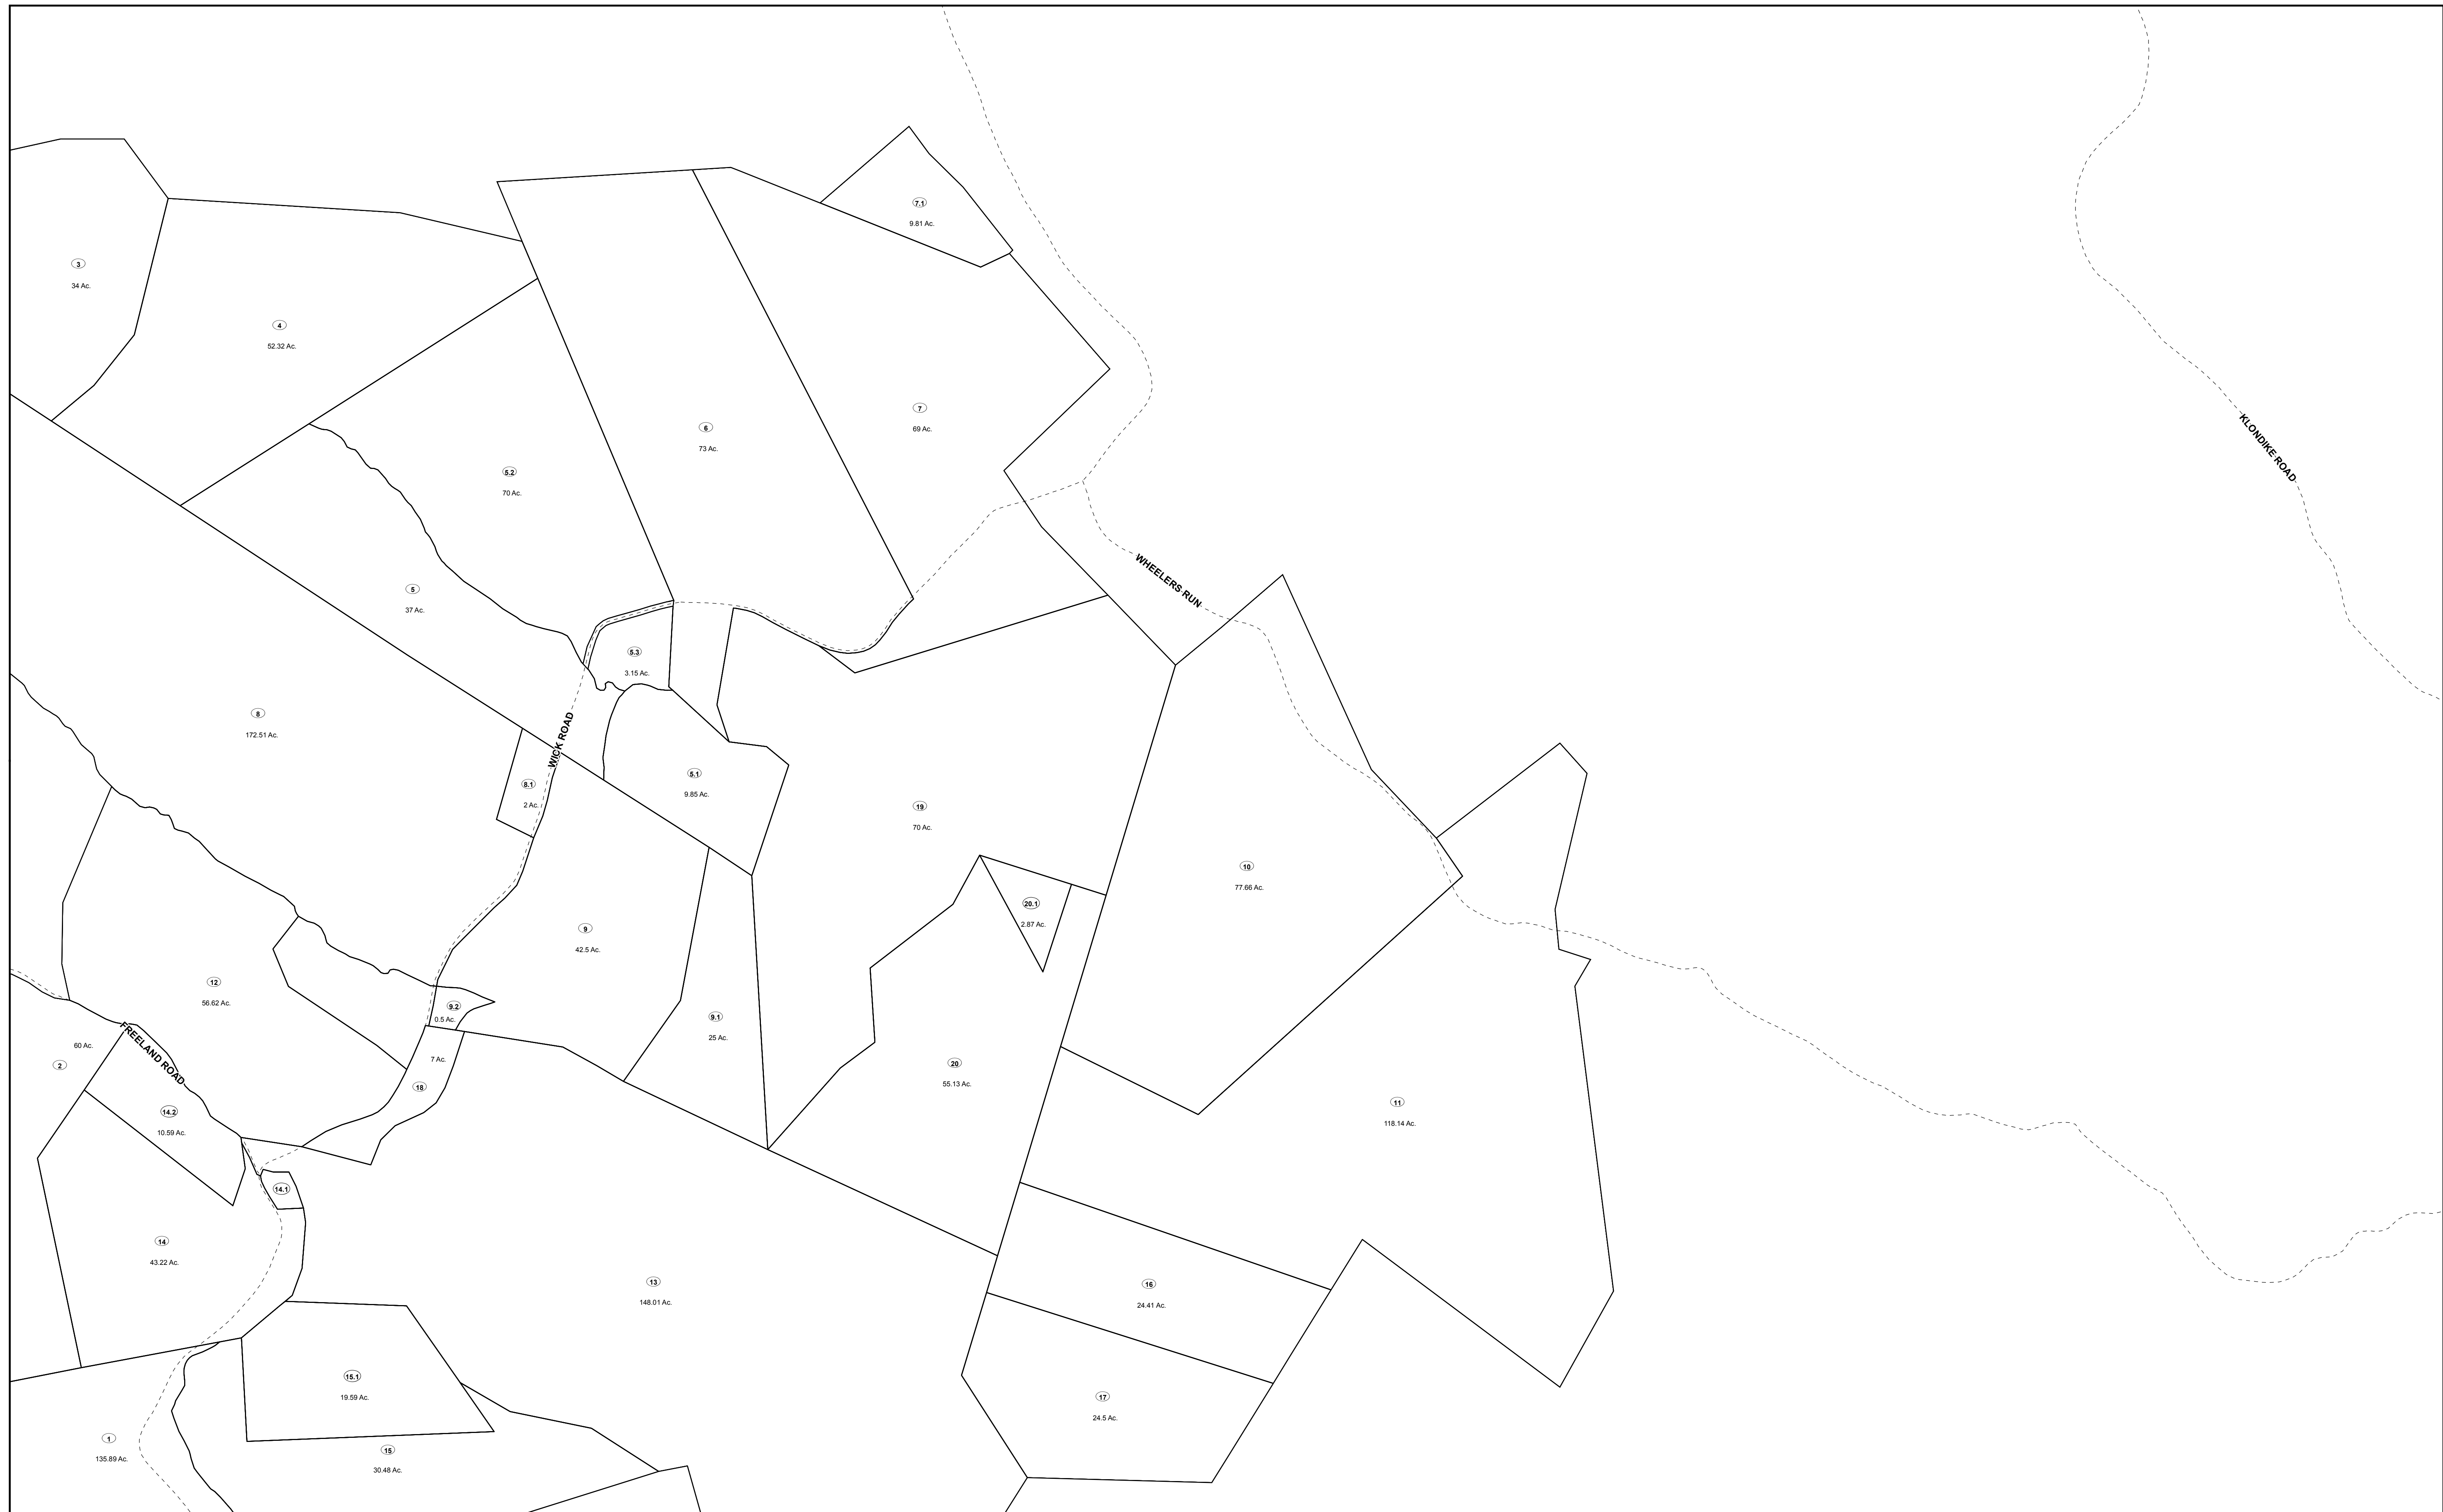 7.1
9.81 Ac.
3
34 Ac.
4
52.32 Ac.
7
69 Ac.
6
73 Ac.
KLONDIKE ROAD
5.2
70 Ac.
WHEELERS RUN
5
37 Ac.
5.3
3.15 Ac.
8
172.51 Ac.
WICK ROAD
5.1
9.85 Ac.
8.1
2 Ac.
19
70 Ac.
10
77.66 Ac.
20.1
2.87 Ac.
9
42.5 Ac.
12
56.62 Ac.
9.2
0.5 Ac.
9.1
25 Ac.
FREELAND ROAD
60 Ac.
2
7 Ac.
18
20
55.13 Ac.
11
118.14 Ac.
14.2
10.59 Ac.
14.1
14
43.22 Ac.
13
148.01 Ac.
16
24.41 Ac.
15.1
19.59 Ac.
17
24.5 Ac.
1
135.89 Ac.
15
30.48 Ac.